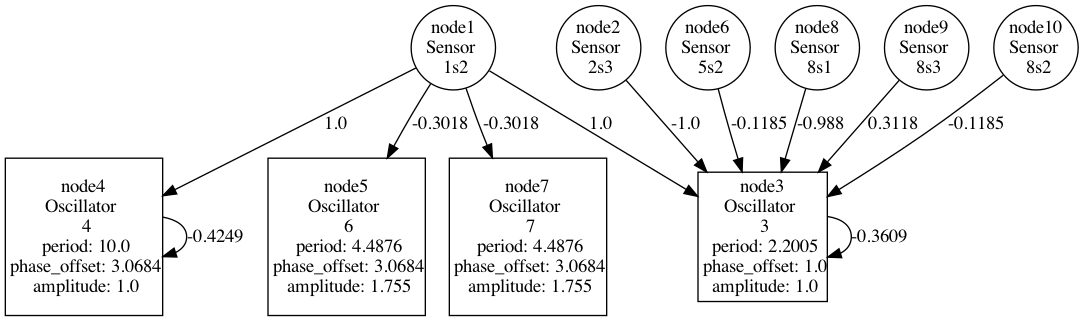 node1
Sensor
1s2
node2
Sensor
2s3
node6
Sensor
5s2
node8
Sensor
8s1
node9
Sensor
8s3
node10
Sensor
8s2
1.0
-0.3018
-0.3018
1.0
-1.0
-0.1185
-0.988
0.3118
-0.1185
node4
Oscillator
4
period: 10.0
phase_offset: 3.0684
amplitude: 1.0
-0.4249
node5
Oscillator
6
period: 4.4876
phase_offset: 3.0684
amplitude: 1.755
node7
Oscillator
7
period: 4.4876
phase_offset: 3.0684
amplitude: 1.755
node3
Oscillator
3
period: 2.2005
phase_offset: 1.0
amplitude: 1.0
-0.3609